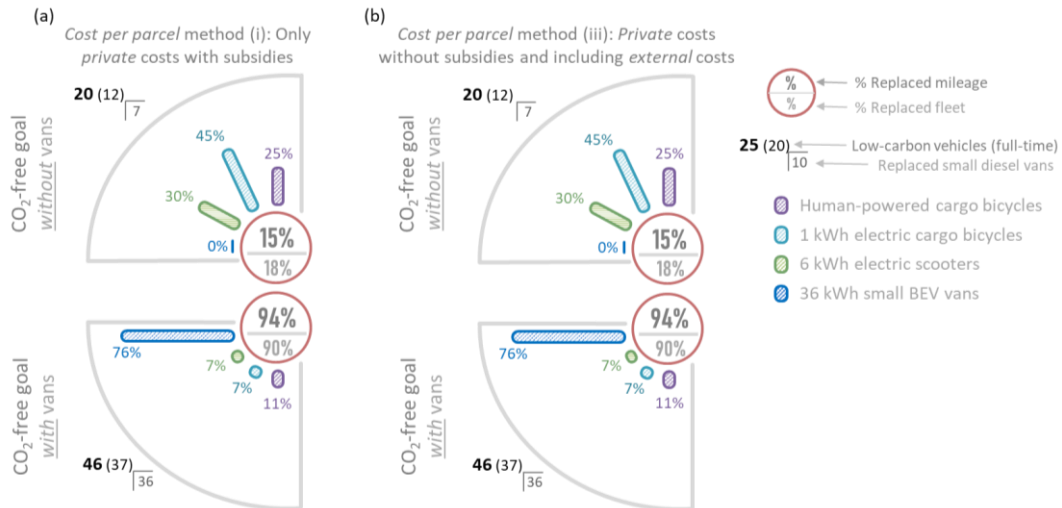 (a)
Cost per parcel method (i): Only
private costs with subsidies
20 (12)
7
CO2-free goal
without vans
45%
25%
30%
0%
15%
18%
94%
90%
76%
7%
7%
11%
CO2-free goal
with vans
46 (37)
36
(b)
Cost per parcel method (iii): Private costs
without subsidies and including external costs
20 (12)
7
CO2-free goal
without vans
45%
25%
30%
0%
15%
18%
94%
90%
76%
7%
7%
11%
CO2-free goal
with vans
46 (37)
36
%
%
% Replaced mileage
% Replaced fleet
25 (20)
10
Low-carbon vehicles (full-time)
Replaced small diesel vans
Human-powered cargo bicycles
1 kWh electric cargo bicycles
6 kWh electric scooters
36 kWh small BEV vans